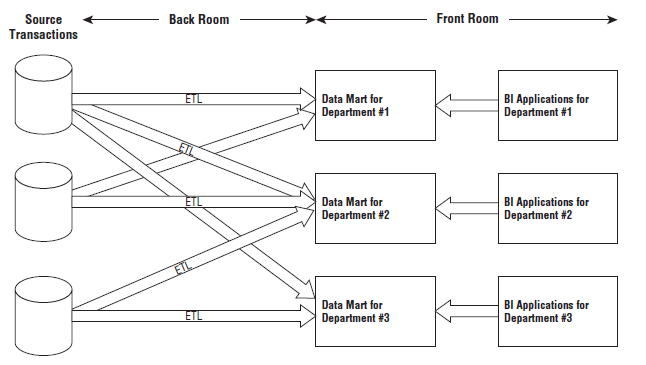 Source
Transactions
Back Room
Front Room
ETL
Data Mart for
Department #1
BI Applications for
Department #1
ETL
ETL
Data Mart for
Department #2
BI Applications for
Department #2
ETL
ETL
Data Mart for
Department #3
BI Applications for
Department #3